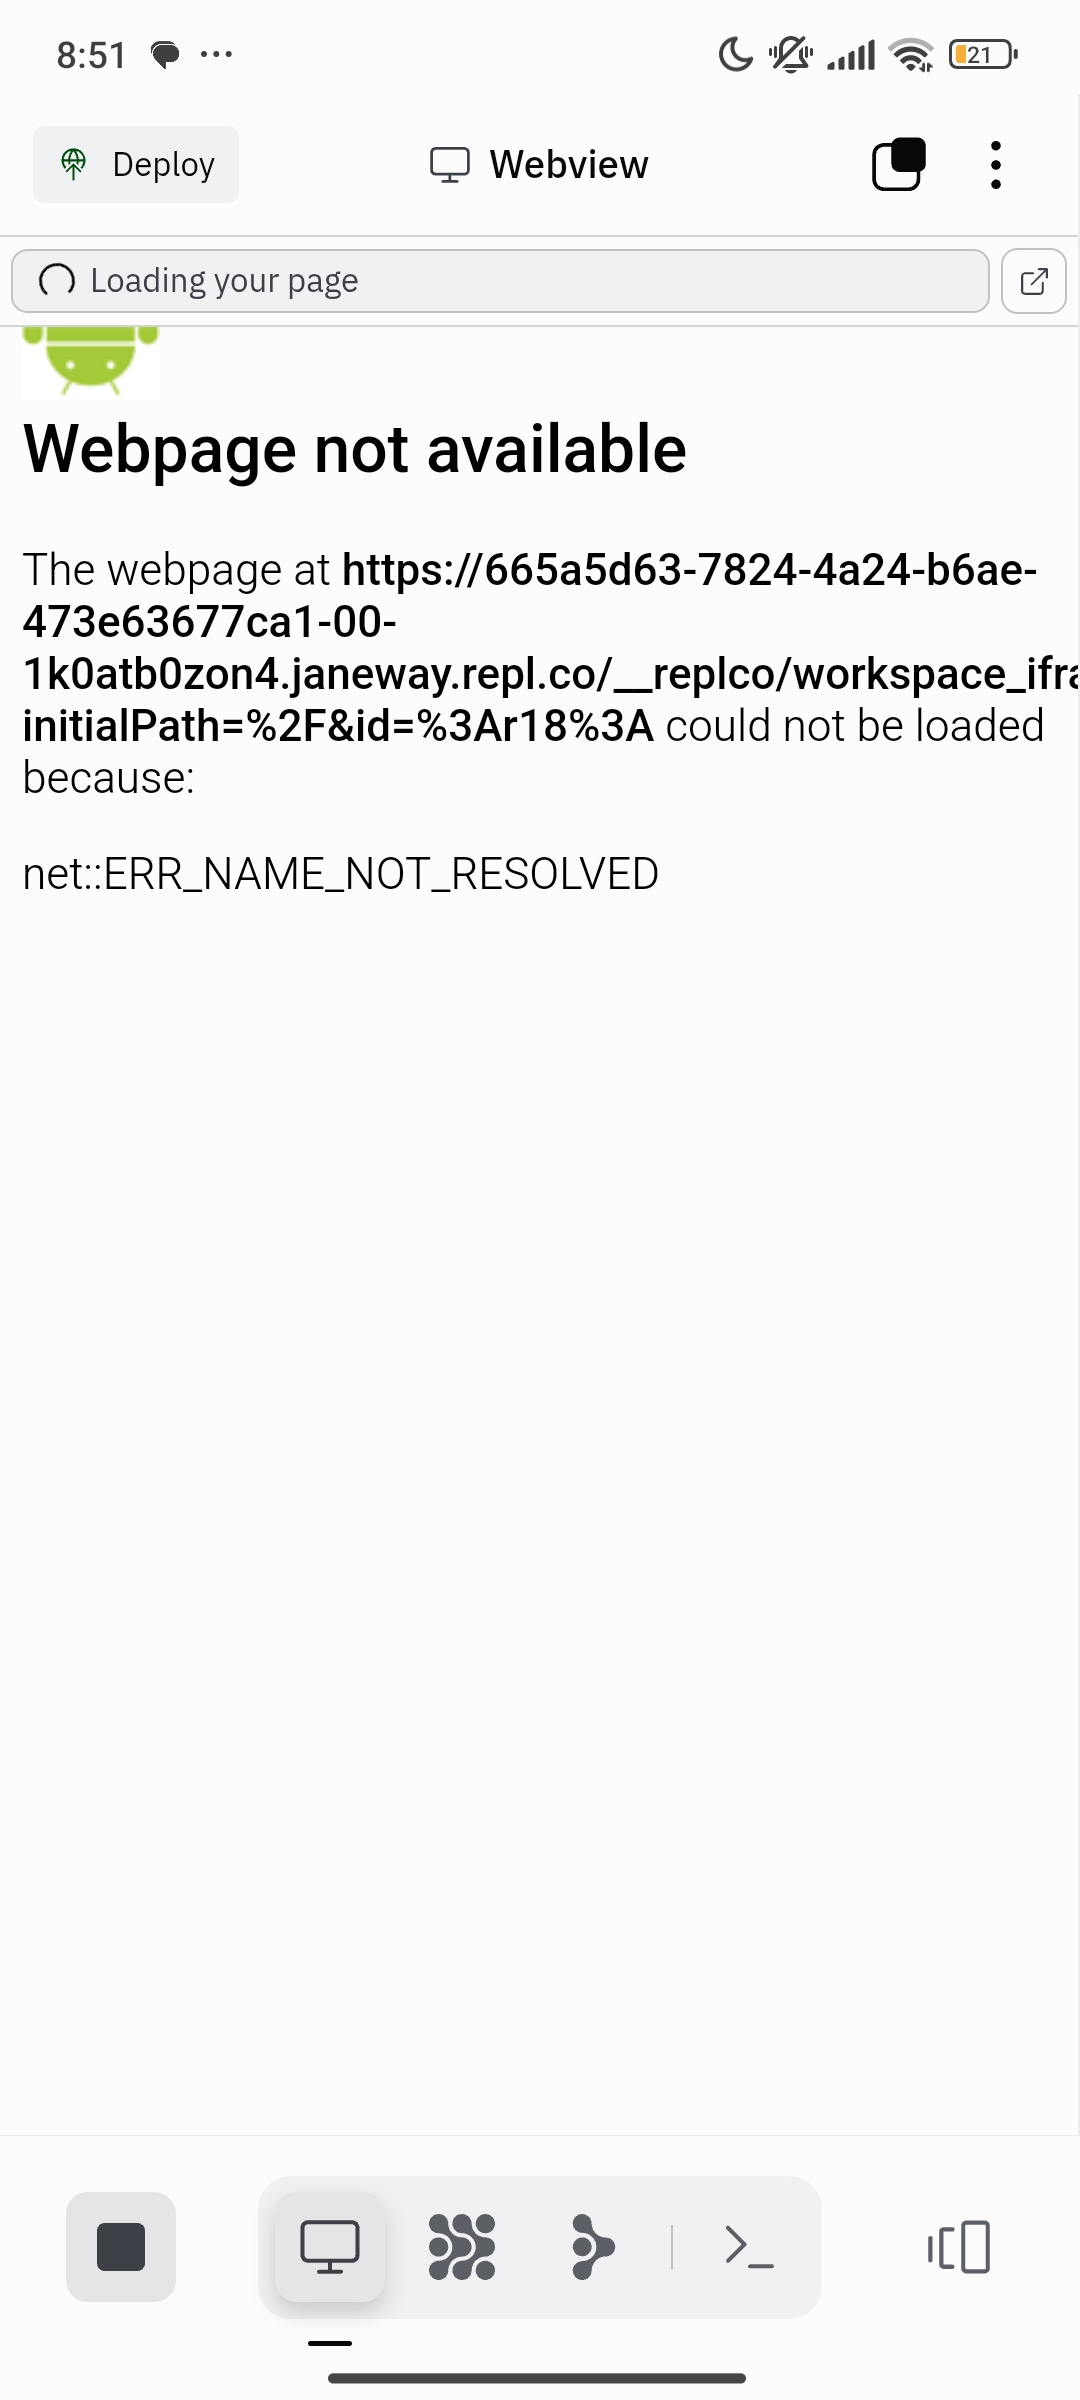 8:51
21
Deploy
Webview
Loading your page
Webpage not available
The webpage at https://665a5d63-7824-4a24-b6ae-
473e63677ca1-00-
1k0atb0zon4.janeway.repl.co/__replco/workspace_ifra
initialPath=%2F&id=%3Ar18%3A could not be loaded
because:
net::ERR_NAME_NOT_RESOLVED